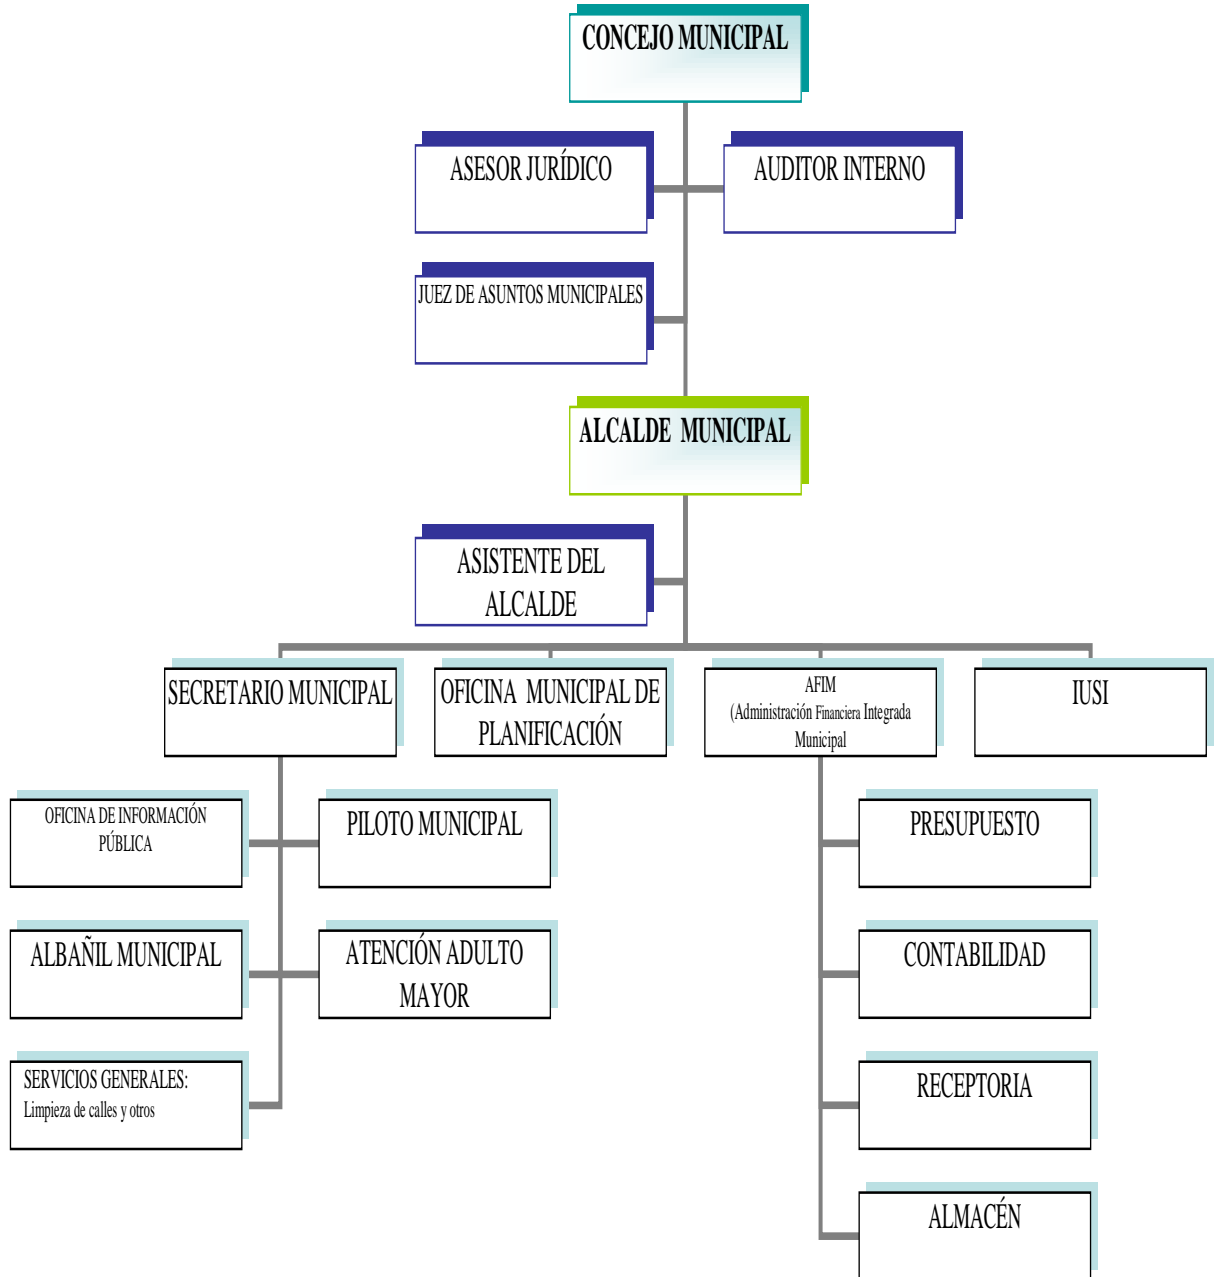 CONCEJO MUNICIPAL
ASESOR JURÍDICO
AUDITOR INTERNO
JUEZ DE ASUNTOS MUNICIPALES
ALCALDE MUNICIPAL
ASISTENTE DEL
ALCALDE
SECRETARIO MUNICIPAL
OFICINA MUNICIPAL DE
PLANIFICACIÓN
AFIM
(Administración Financiera Integrada
Municipal
IUSI
OFICINA DE INFORMACIÓN
PÚBLICA
PILOTO MUNICIPAL
PRESUPUESTO
ALBAÑIL MUNICIPAL
ATENCIÓN ADULTO
MAYOR
CONTABILIDAD
SERVICIOS GENERALES:
Limpieza de calles y otros
RECEPTORIA
ALMACÉN